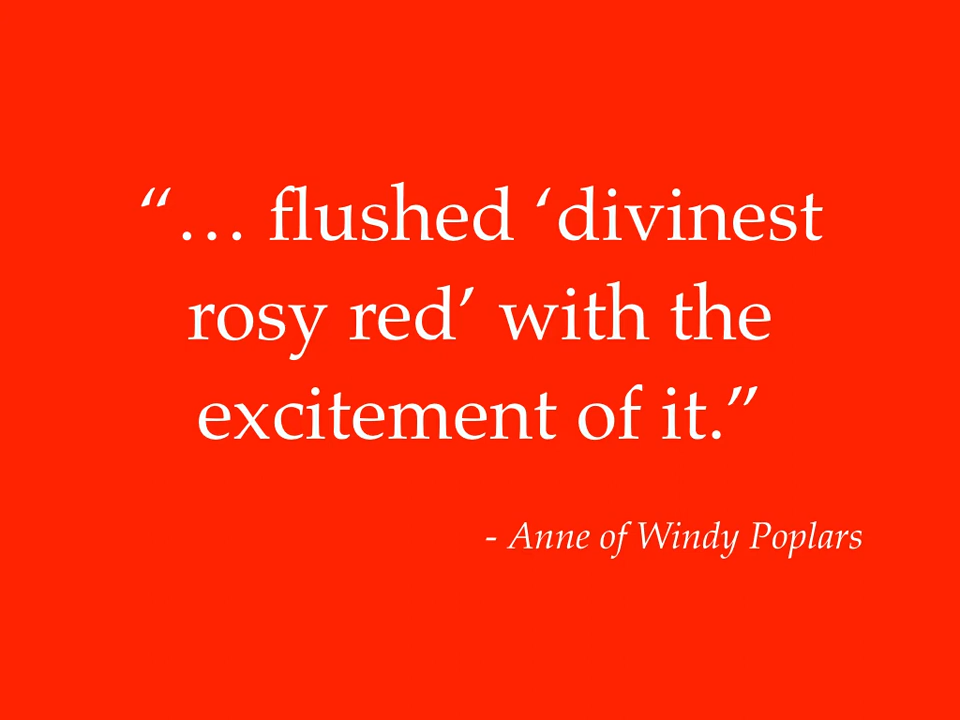 “… flushed ‘divinest
rosy red’ with the
excitement of it.”
- Anne of Windy Poplars